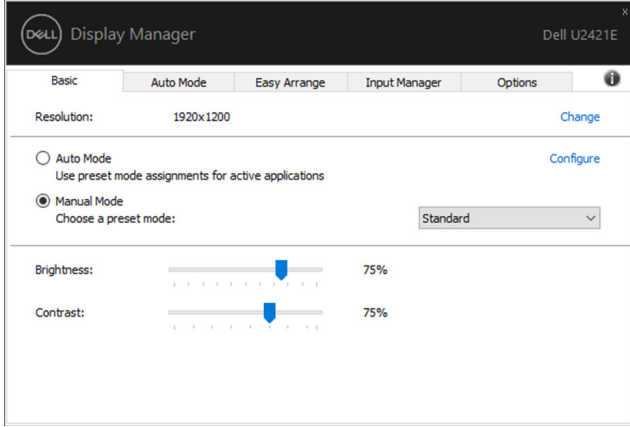 x
DELL Display Manager Dell U2421E
Basic Auto Mode Easy Arrange Input Manager Options i
Resolution: 1920x1200 Change
Auto Mode Configure
Use preset mode assignments for active applications
Manual Mode
Choose a preset mode: Standard
Brightness: 75%
Contrast: 75%